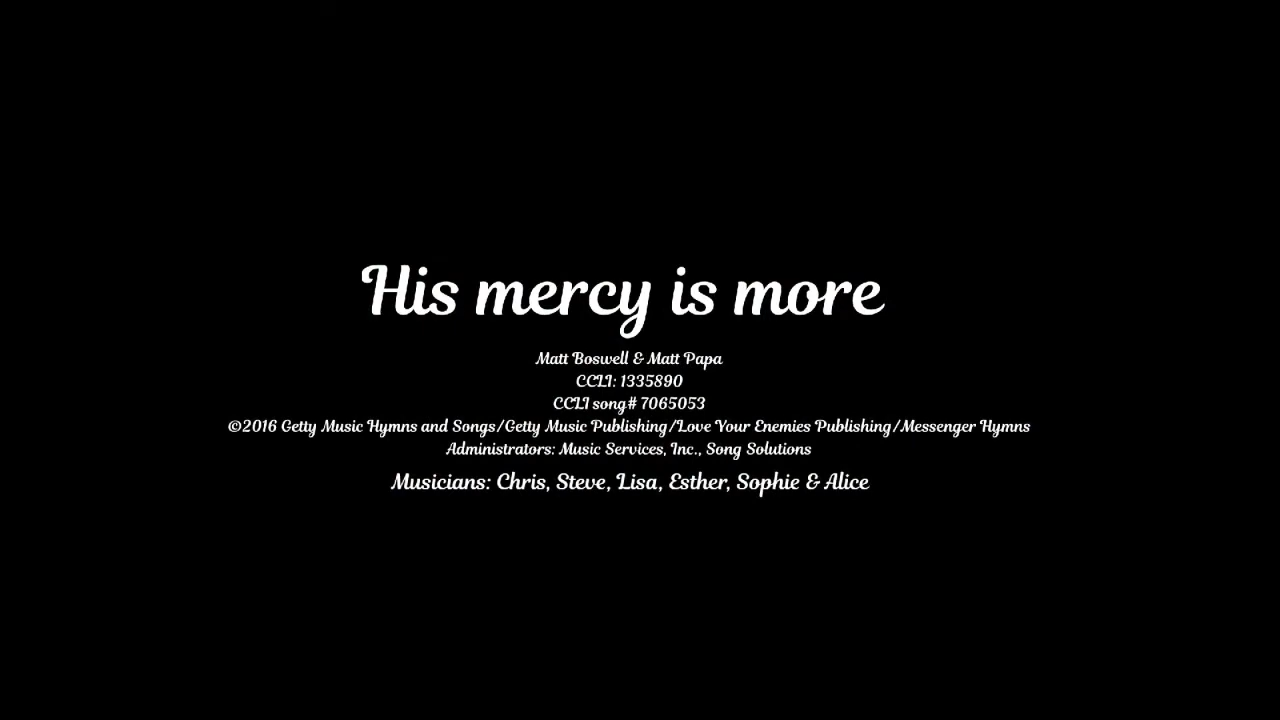 His mercy is more
Matt Boswell & Matt Papa
CCLI: 1335890
CCLI song# 7065053
©2016 Getty Music Hymns and Songs/Getty Music Publishing/Love Your Enemies Publishing/Messenger Hymns
Administrators: Music Services, Inc., Song Solutions
Musicians: Chris, Steve, Lisa, Esther, Sophie & Alice